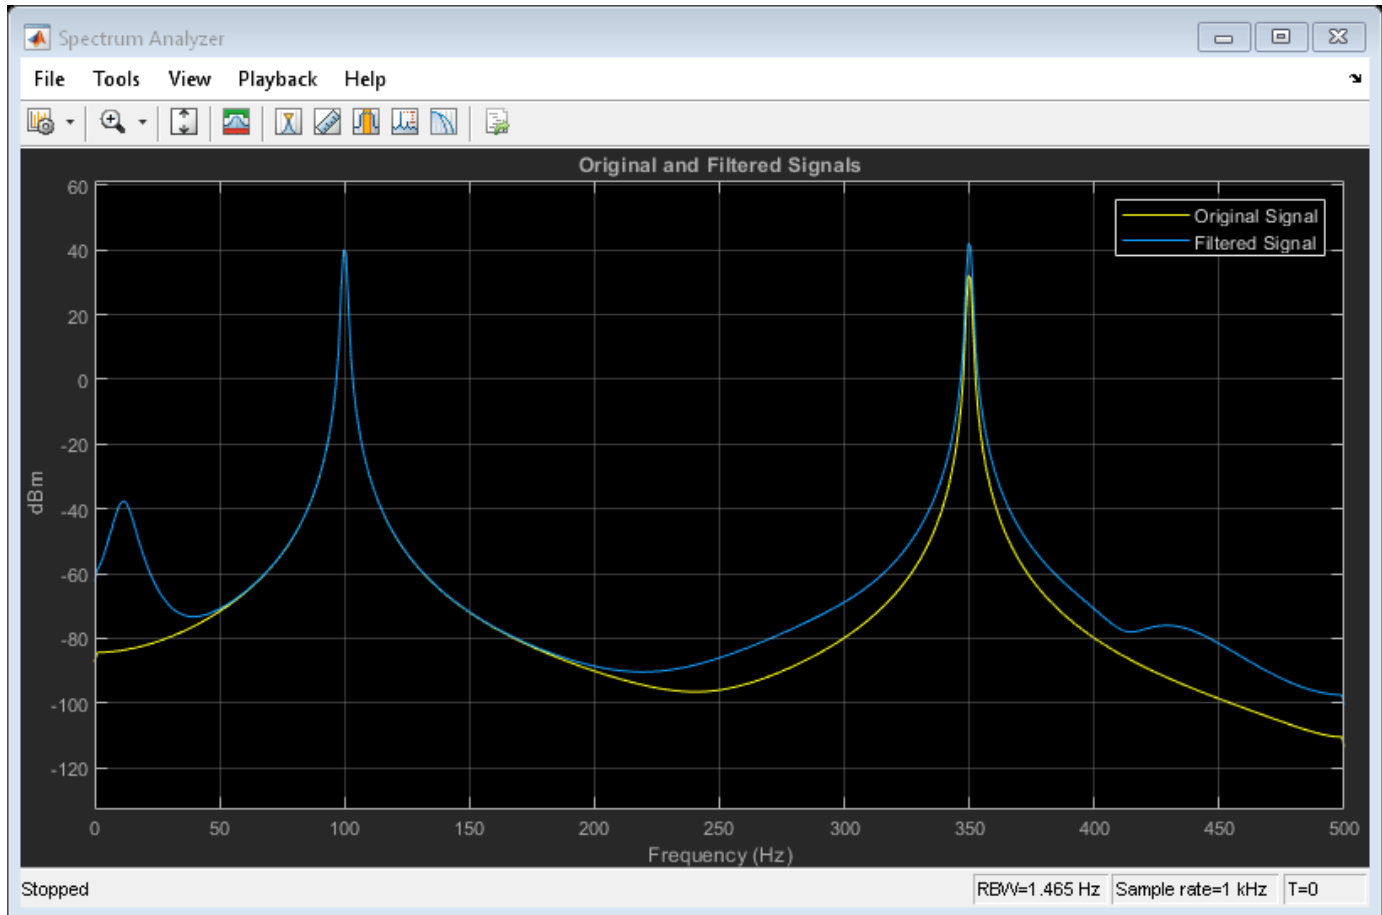 Spectrum Analyzer
File Tools View Playback Help
Original and Filtered Signals
Original Signal
Filtered Signal
60
40
20
0
-20
-40
-60
-80
-100
-120
dBm
0 50 100 150 200 250 300 350 400 450 500
Frequency (Hz)
Stopped RBW=1.465 Hz Sample rate=1 kHz T=0